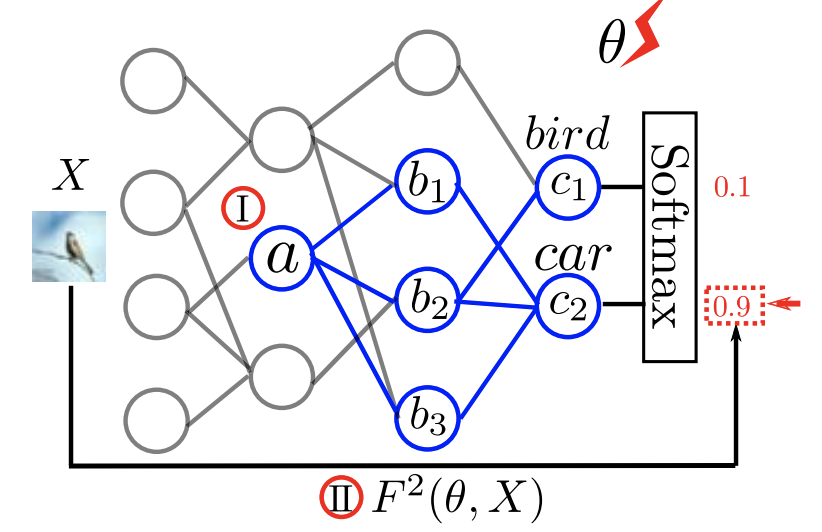 θ
bird
X
Softmax
b₁
c₁
0.1
I
a
car
b₂
c₂
0.9
b₃
II F²(θ, X)